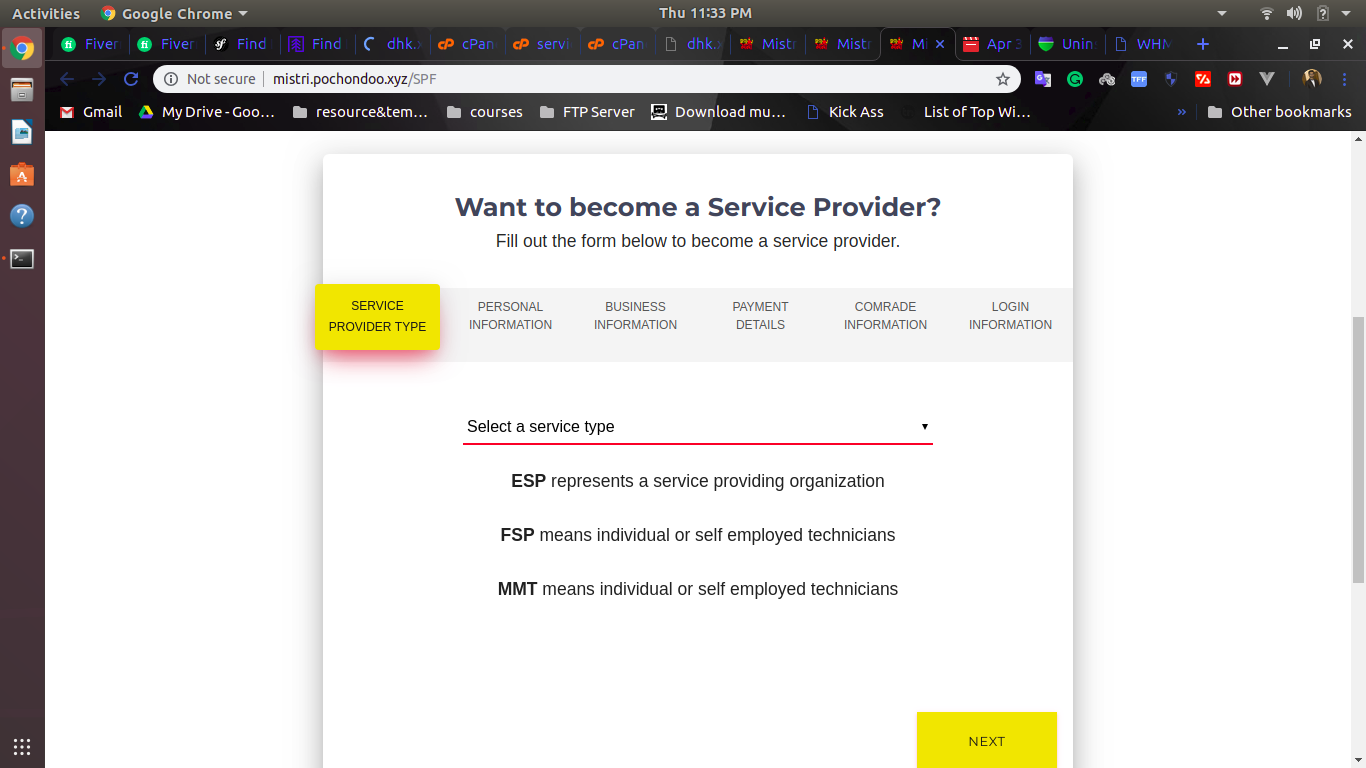 Activities Google Chrome Thu 11:33 PM
Fiver Fiver Find Find dhk. cPan servi cPan dhk. Mistr Mistr Mi Apr 3 Unin WHM
Not secure mistri.pochondoo.xyz/SPF
Gmail My Drive - Goo... resource&tem... courses FTP Server Download mu... Kick Ass List of Top Wi... » Other bookmarks
Want to become a Service Provider?
Fill out the form below to become a service provider.
SERVICE
PROVIDER TYPE
PERSONAL
INFORMATION
BUSINESS
INFORMATION
PAYMENT
DETAILS
COMRADE
INFORMATION
LOGIN
INFORMATION
Select a service type
ESP represents a service providing organization
FSP means individual or self employed technicians
MMT means individual or self employed technicians
NEXT